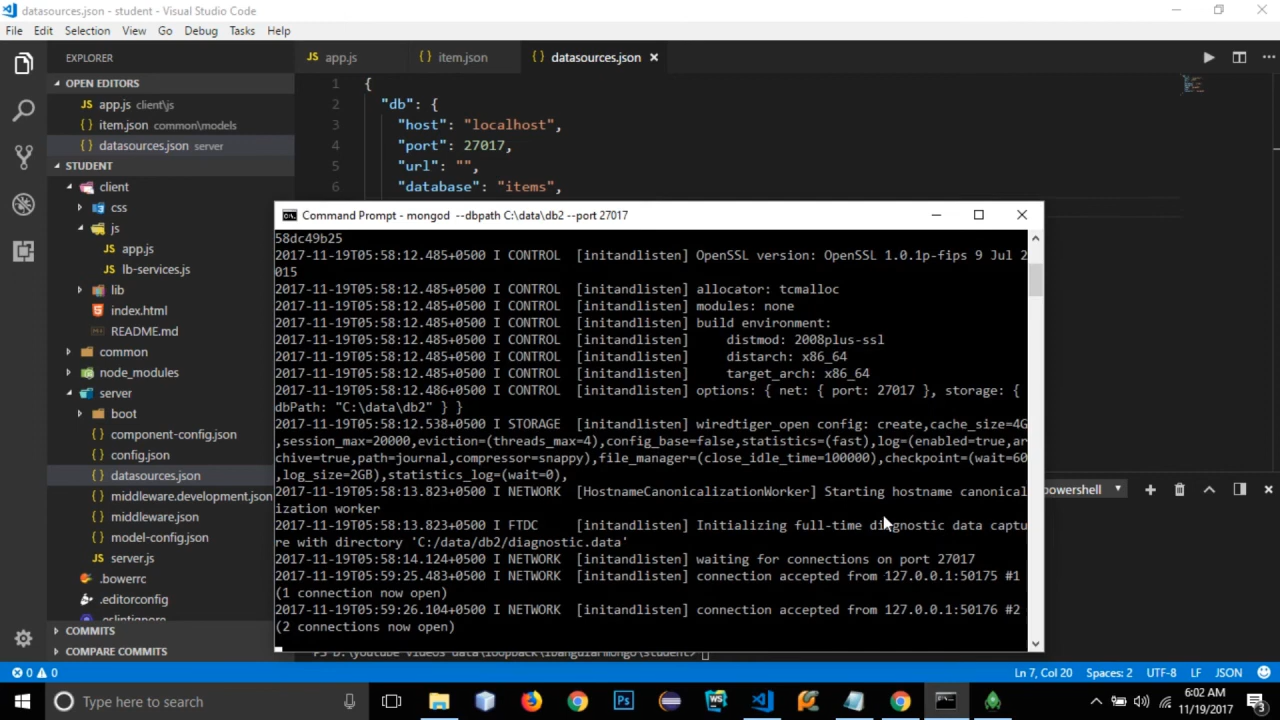 datasources.json - student - Visual Studio Code
File Edit Selection View Go Debug Tasks Help
EXPLORER
OPEN EDITORS
app.js client\js
item.json common\models
datasources.json server
STUDENT
client
css
js
app.js
lb-services.js
lib
index.html
README.md
common
node_modules
server
boot
component-config.json
config.json
datasources.json
middleware.development.json
middleware.json
model-config.json
server.js
.bowerrc
.editorconfig
.eslintignore
COMMITS
COMPARE COMMITS
JS app.js
{} item.json
{} datasources.json
1 {
2 "db": {
3 "host": "localhost",
4 "port": 27017,
5 "url": "",
6 "database": "items",
Command Prompt - mongod --dbpath C:\data\db2 --port 27017
58dc49b25
2017-11-19T05:58:12.485+0500 I CONTROL [initandlisten] OpenSSL version: OpenSSL 1.0.1p-fips 9 Jul 2
015
2017-11-19T05:58:12.485+0500 I CONTROL [initandlisten] allocator: tcmalloc
2017-11-19T05:58:12.485+0500 I CONTROL [initandlisten] modules: none
2017-11-19T05:58:12.485+0500 I CONTROL [initandlisten] build environment:
2017-11-19T05:58:12.485+0500 I CONTROL [initandlisten] distmod: 2008plus-ssl
2017-11-19T05:58:12.485+0500 I CONTROL [initandlisten] distarch: x86_64
2017-11-19T05:58:12.485+0500 I CONTROL [initandlisten] target_arch: x86_64
2017-11-19T05:58:12.486+0500 I CONTROL [initandlisten] options: { net: { port: 27017 }, storage: {
dbPath: "C:\data\db2" } }
2017-11-19T05:58:12.538+0500 I STORAGE [initandlisten] wiredtiger_open config: create,cache_size=4G
,session_max=20000,eviction=(threads_max=4),config_base=false,statistics=(fast),log=(enabled=true,ar
chive=true,path=journal,compressor=snappy),file_manager=(close_idle_time=100000),checkpoint=(wait=60
,log_size=2GB),statistics_log=(wait=0),
2017-11-19T05:58:13.823+0500 I NETWORK [HostnameCanonicalizationWorker] Starting hostname canonical
ization worker
2017-11-19T05:58:13.823+0500 I FTDC [initandlisten] Initializing full-time diagnostic data captu
re with directory 'C:/data/db2/diagnostic.data'
2017-11-19T05:58:14.124+0500 I NETWORK [initandlisten] waiting for connections on port 27017
2017-11-19T05:59:25.483+0500 I NETWORK [initandlisten] connection accepted from 127.0.0.1:50175 #1
(1 connection now open)
2017-11-19T05:59:26.104+0500 I NETWORK [initandlisten] connection accepted from 127.0.0.1:50176 #2
(2 connections now open)
powershell
PS D:\youtube videos data\loopback\lbangularmongo\student>
0 0
Ln 7, Col 20 Spaces: 2 UTF-8 LF JSON
Type here to search
Ps
WS
6:02 AM
11/19/2017
3